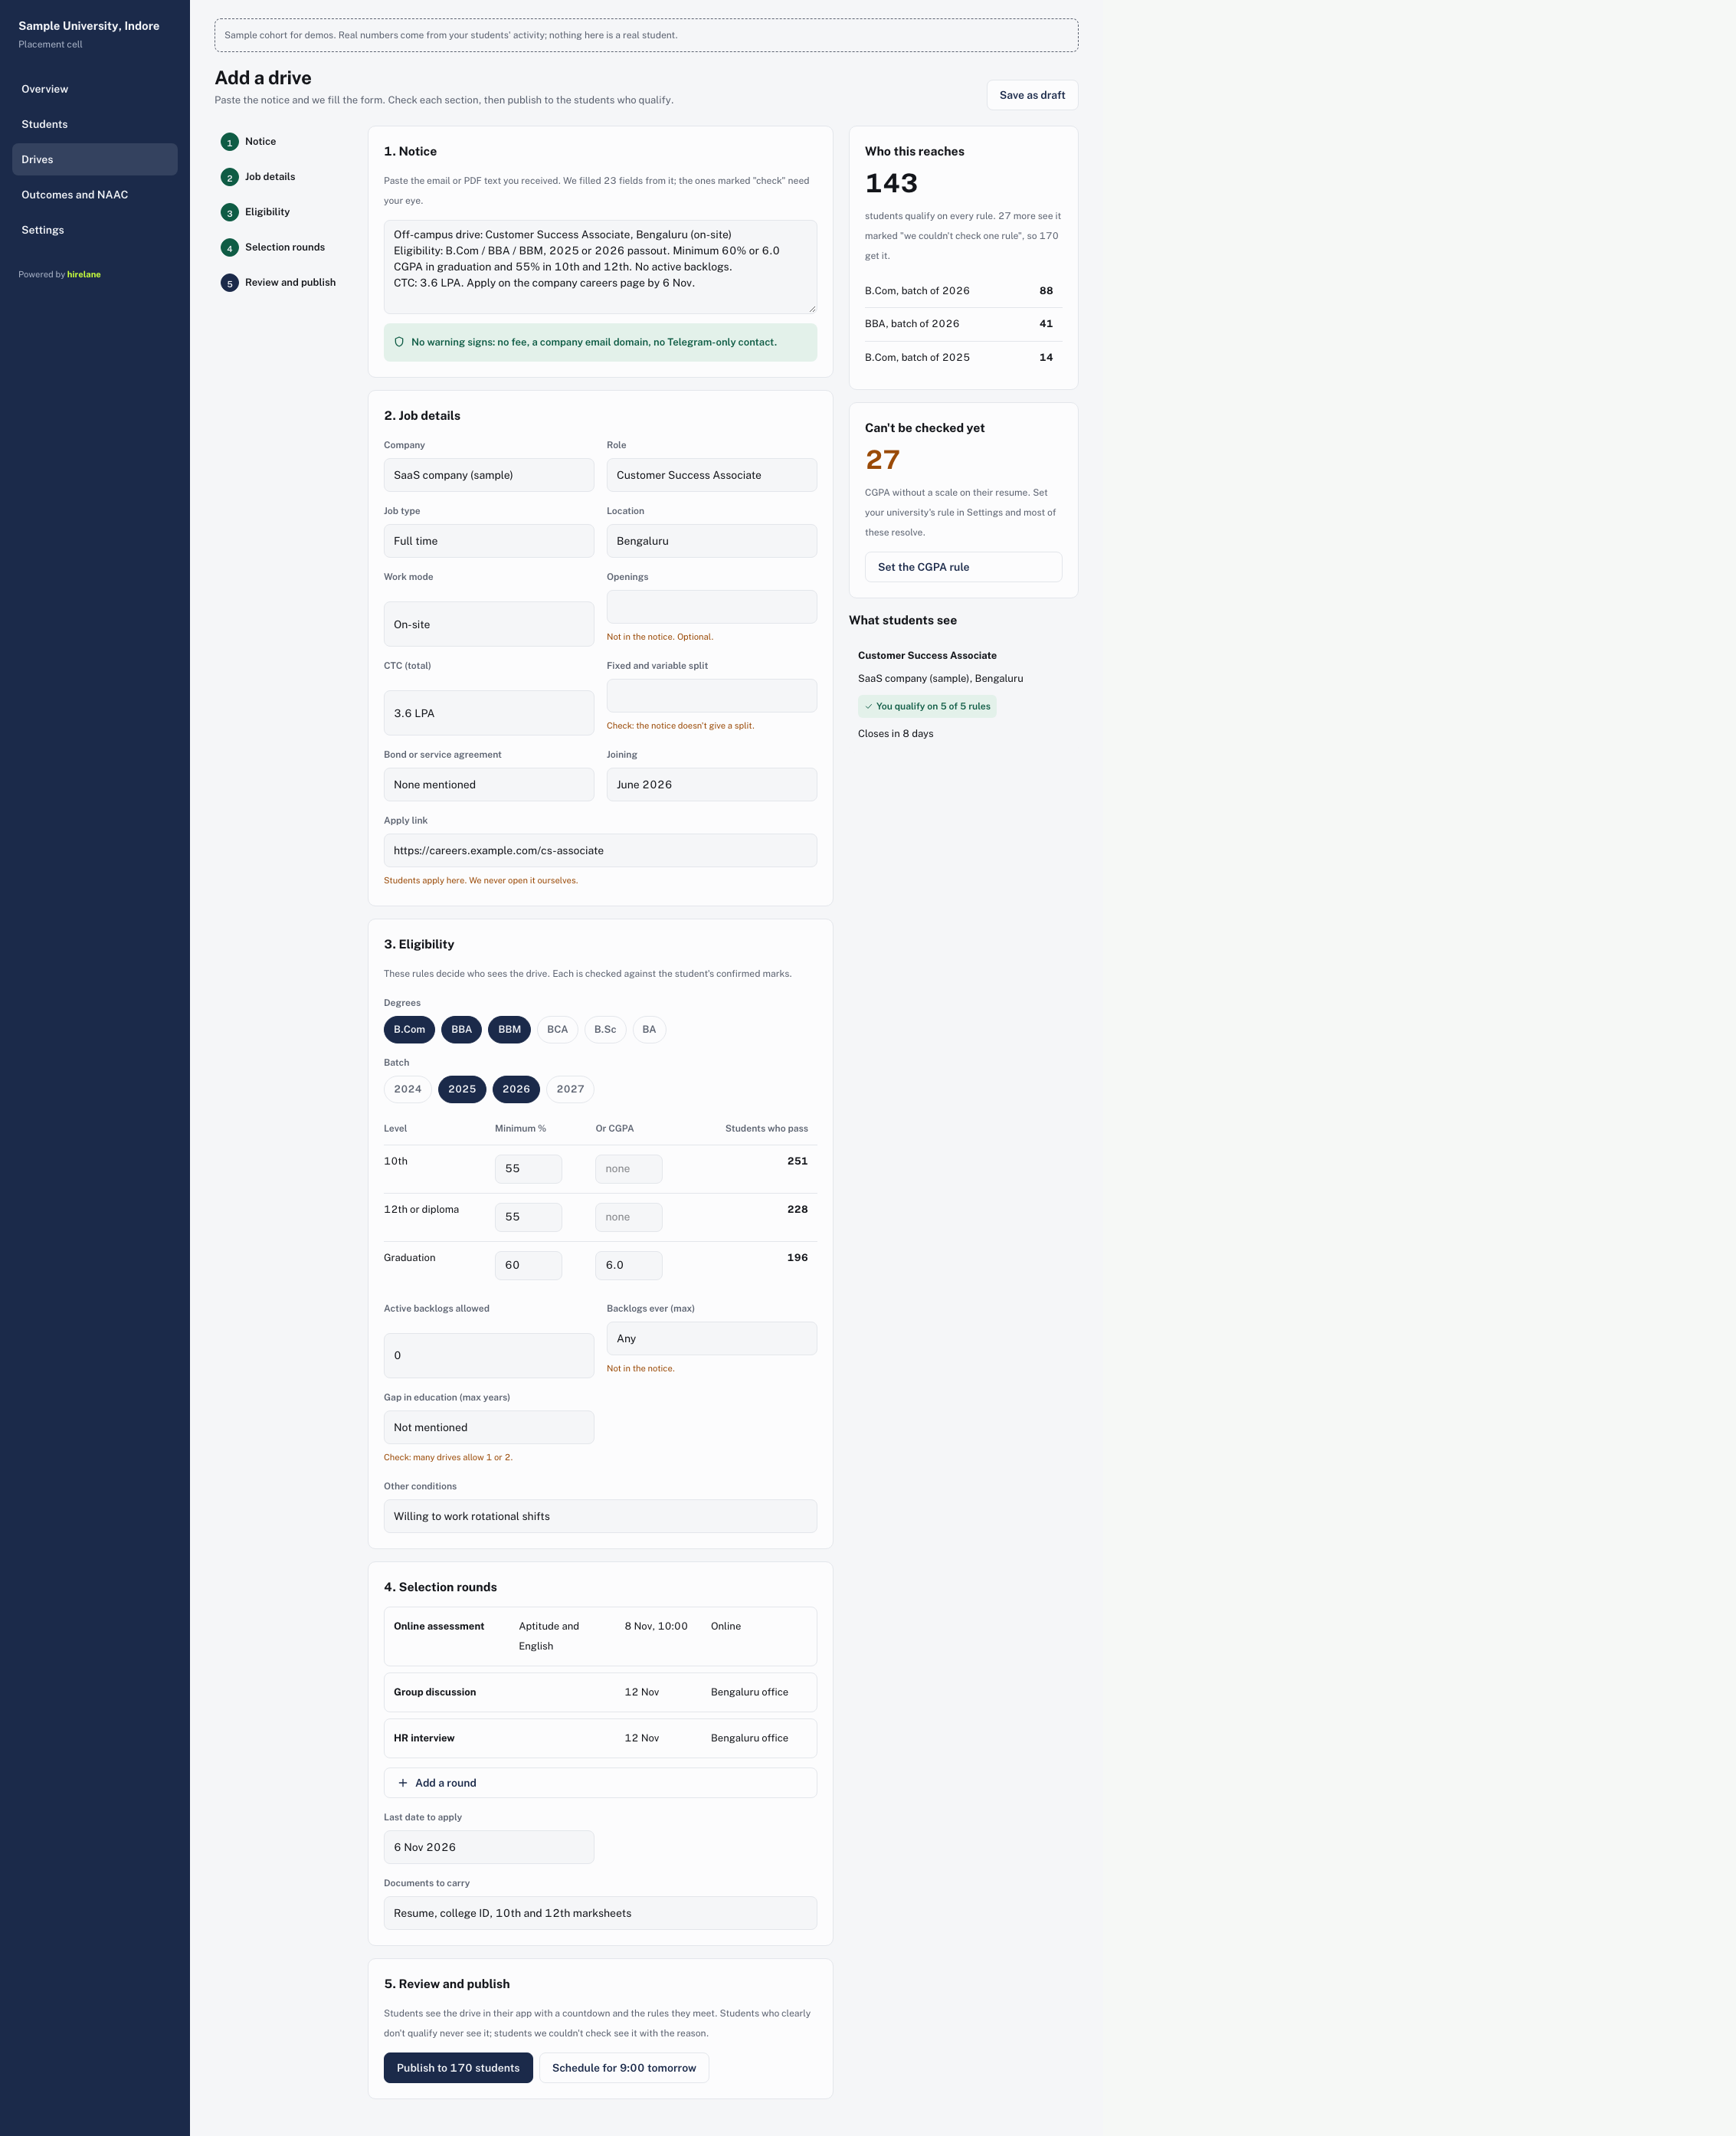 Sample University, Indore
Placement cell
Overview
Students
Drives
Outcomes and NAAC
Settings
Powered by hirelane
Sample cohort for demos. Real numbers come from your students' activity; nothing here is a real student.
Add a drive
Paste the notice and we fill the form. Check each section, then publish to the students who qualify.
Save as draft
1 Notice
2 Job details
3 Eligibility
4 Selection rounds
5 Review and publish
1. Notice
Paste the email or PDF text you received. We filled 23 fields from it; the ones marked "check" need
your eye.
Off-campus drive: Customer Success Associate, Bengaluru (on-site)
Eligibility: B.Com / BBA / BBM, 2025 or 2026 passout. Minimum 60% or 6.0
CGPA in graduation and 55% in 10th and 12th. No active backlogs.
CTC: 3.6 LPA. Apply on the company careers page by 6 Nov.
No warning signs: no fee, a company email domain, no Telegram-only contact.
2. Job details
Company
SaaS company (sample)
Role
Customer Success Associate
Job type
Full time
Location
Bengaluru
Work mode
On-site
Openings
Not in the notice. Optional.
CTC (total)
3.6 LPA
Fixed and variable split
Check: the notice doesn't give a split.
Bond or service agreement
None mentioned
Joining
June 2026
Apply link
https://careers.example.com/cs-associate
Students apply here. We never open it ourselves.
3. Eligibility
These rules decide who sees the drive. Each is checked against the student's confirmed marks.
Degrees
B.Com BBA BBM BCA B.Sc BA
Batch
2024 2025 2026 2027
Level Minimum % Or CGPA Students who pass
10th 55 none 251
12th or diploma 55 none 228
Graduation 60 6.0 196
Active backlogs allowed
0
Backlogs ever (max)
Any
Not in the notice.
Gap in education (max years)
Not mentioned
Check: many drives allow 1 or 2.
Other conditions
Willing to work rotational shifts
4. Selection rounds
Online assessment Aptitude and English 8 Nov, 10:00 Online
Group discussion 12 Nov Bengaluru office
HR interview 12 Nov Bengaluru office
Add a round
Last date to apply
6 Nov 2026
Documents to carry
Resume, college ID, 10th and 12th marksheets
5. Review and publish
Students see the drive in their app with a countdown and the rules they meet. Students who clearly
don't qualify never see it; students we couldn't check see it with the reason.
Publish to 170 students
Schedule for 9:00 tomorrow
Who this reaches
143
students qualify on every rule. 27 more see it
marked "we couldn't check one rule", so 170
get it.
B.Com, batch of 2026 88
BBA, batch of 2026 41
B.Com, batch of 2025 14
Can't be checked yet
27
CGPA without a scale on their resume. Set
your university's rule in Settings and most of
these resolve.
Set the CGPA rule
What students see
Customer Success Associate
SaaS company (sample), Bengaluru
You qualify on 5 of 5 rules
Closes in 8 days